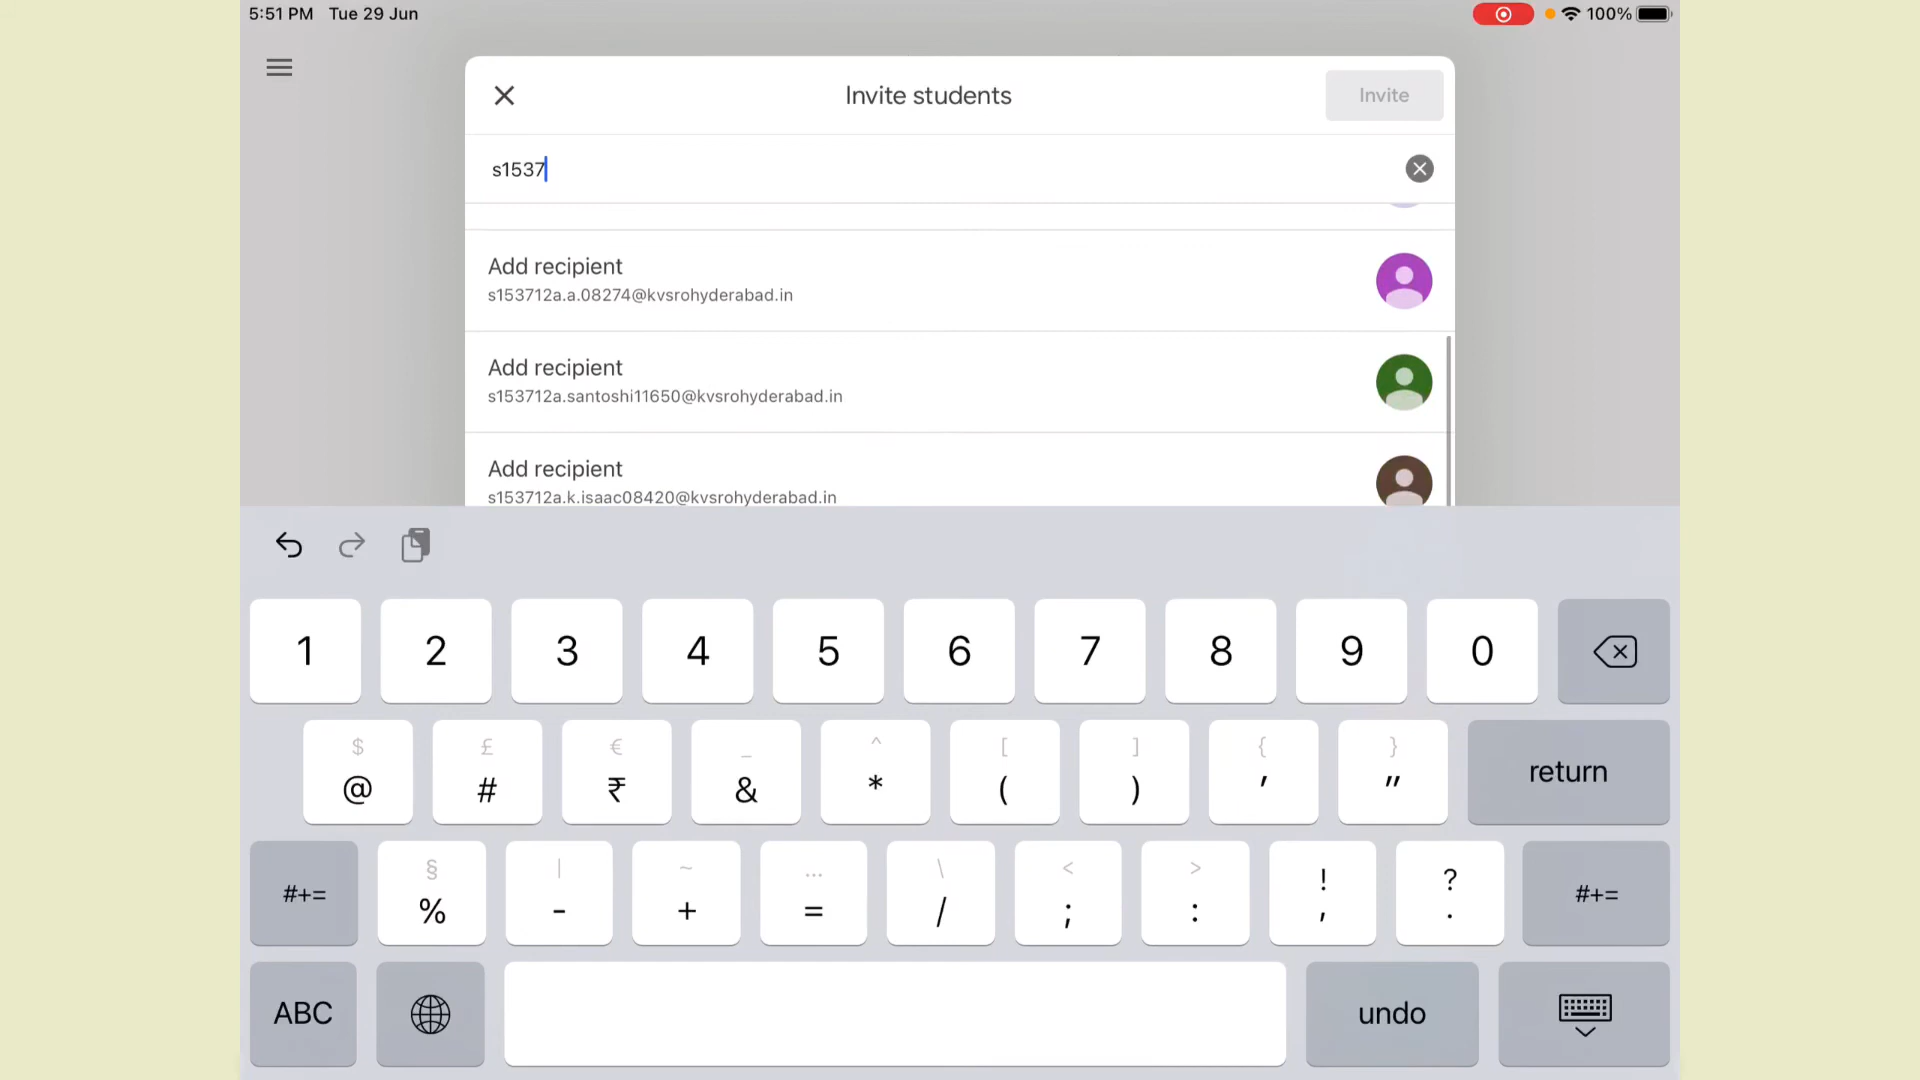 5:51 PM Tue 29 Jun
100%
Invite students
Invite
s1537
Add recipient
s153712a.a.08274@kvsrohyderabad.in
Add recipient
s153712a.santoshi11650@kvsrohyderabad.in
Add recipient
s153712a.k.isaac08420@kvsrohyderabad.in
1 2 3 4 5 6 7 8 9 0
$ £ € _ ^ [ ] { }
@ # ₹ & * ( ) ' " return
§ | ~ … \ < > ! ?
#+= % - + = / ; : , . #+=
ABC undo